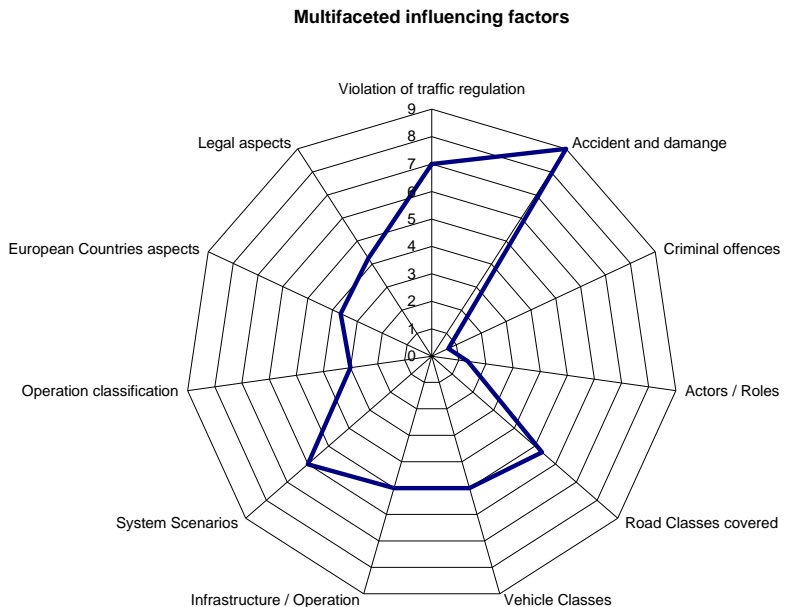 Multifaceted influencing factors
Violation of traffic regulation
9
8
7
6
5
4
3
2
1
0
Accident and damange
Criminal offences
Actors / Roles
Road Classes covered
Vehicle Classes
Infrastructure / Operation
System Scenarios
Operation classification
European Countries aspects
Legal aspects